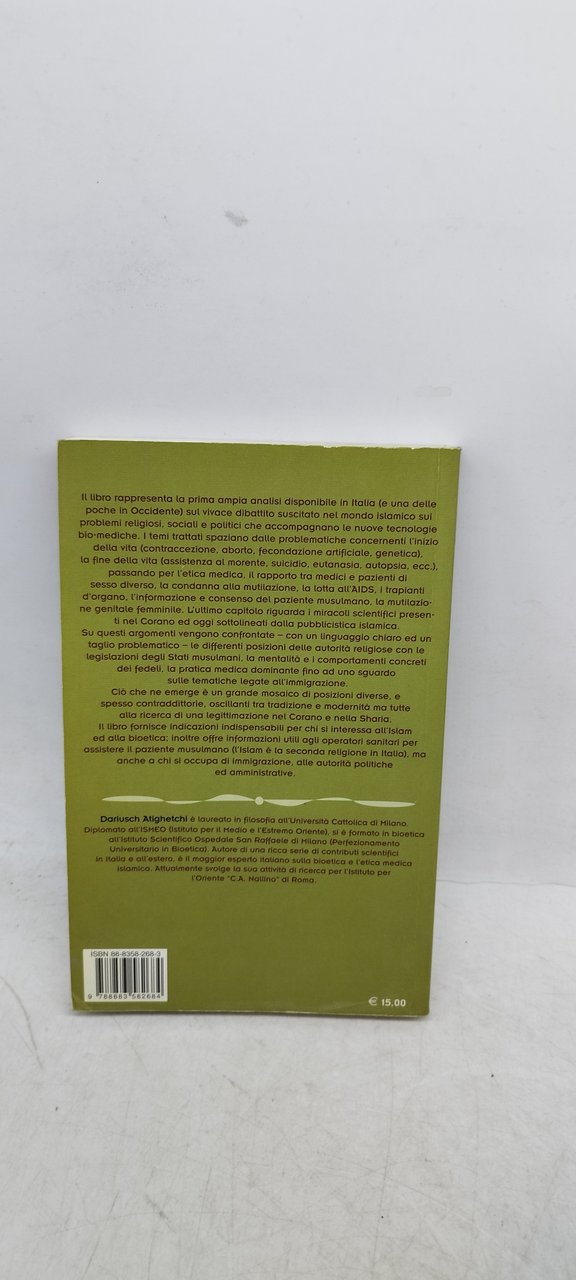 Il libro rappresenta la prima ampia analisi disponibile in Italia (e una delle
poche in Occidente) sul vivace dibattito suscitato nel mondo islamico sui
problemi religiosi, sociali e politici che accompagnano le nuove tecnologie
bio-mediche. I temi trattati spaziano dalle problematiche concernenti l'inizio
della vita (contraccezione, aborto, fecondazione artificiale, genetica),
la fine della vita (assistenza al morente, suicidio, eutanasia, autopsia, ecc.),
passando per l'etica medica, il rapporto tra medici e pazienti di
sesso diverso, la condanna alla mutilazione, la lotta all'AIDS, i trapianti
d'organo, l'informazione e consenso del paziente musulmano, la mutilazio-
ne genitale femminile. L'ultimo capitolo riguarda i miracoli scientifici presen-
ti nel Corano ed oggi sottolineati dalla pubblicistica islamica.
Su questi argomenti vengono confrontate – con un linguaggio chiaro ed un
taglio problematico – le differenti posizioni delle autorità religiose con le
legislazioni degli Stati musulmani, la mentalità e i comportamenti concreti
dei fedeli, la pratica medica dominante fino ad uno sguardo
sulle tematiche legate all'immigrazione.
Ciò che ne emerge è un grande mosaico di posizioni diverse, e
spesso contraddittorie, oscillanti tra tradizione e modernità ma tutte
alla ricerca di una legittimazione nel Corano e nella Sharia.
Il libro fornisce indicazioni indispensabili per chi si interessa all'Islam
ed alla bioetica; inoltre offre informazioni utili agli operatori sanitari per
assistere il paziente musulmano (l'Islam è la seconda religione in Italia), ma
anche a chi si occupa di immigrazione, alle autorità politiche
ed amministrative.
Dariusch Atighetchi è laureato in filosofia all'Università Cattolica di Milano.
Diplomato all'ISMEO (Istituto per il Medio e l'Estremo Oriente), si è formato in bioetica
all'Istituto Scientifico Ospedale San Raffaele di Milano (Perfezionamento
Universitario in Bioetica). Autore di una ricca serie di contributi scientifici
in Italia e all'estero, è il maggior esperto italiano sulla bioetica e l'etica medica
islamica. Attualmente svolge la sua attività di ricerca per l'Istituto per
l'Oriente "C.A. Nallino" di Roma.
ISBN 88-8358-268-3
9 788883 582684
€ 15.00